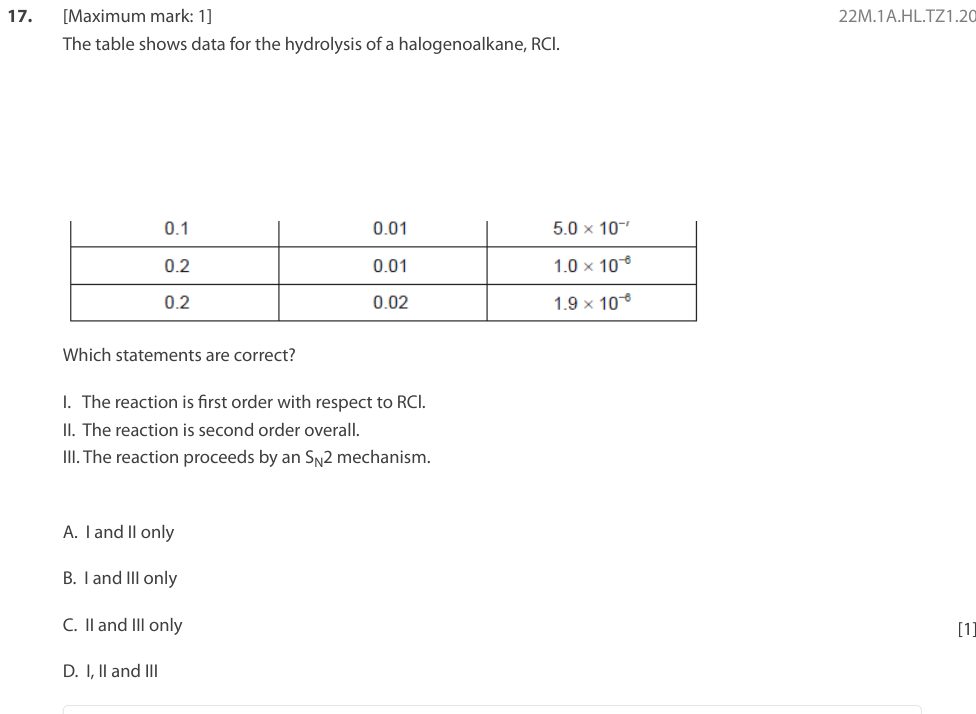 17. [Maximum mark: 1] 22M.1A.HL.TZ1.20
The table shows data for the hydrolysis of a halogenoalkane, RCl.
0.1 0.01 5.0 × 10
0.2 0.01 1.0 × 10⁻⁶
0.2 0.02 1.9 × 10⁻⁶
Which statements are correct?
I. The reaction is first order with respect to RCl.
II. The reaction is second order overall.
III. The reaction proceeds by an SN2 mechanism.
A. I and II only
B. I and III only
C. II and III only
[1]
D. I, II and III